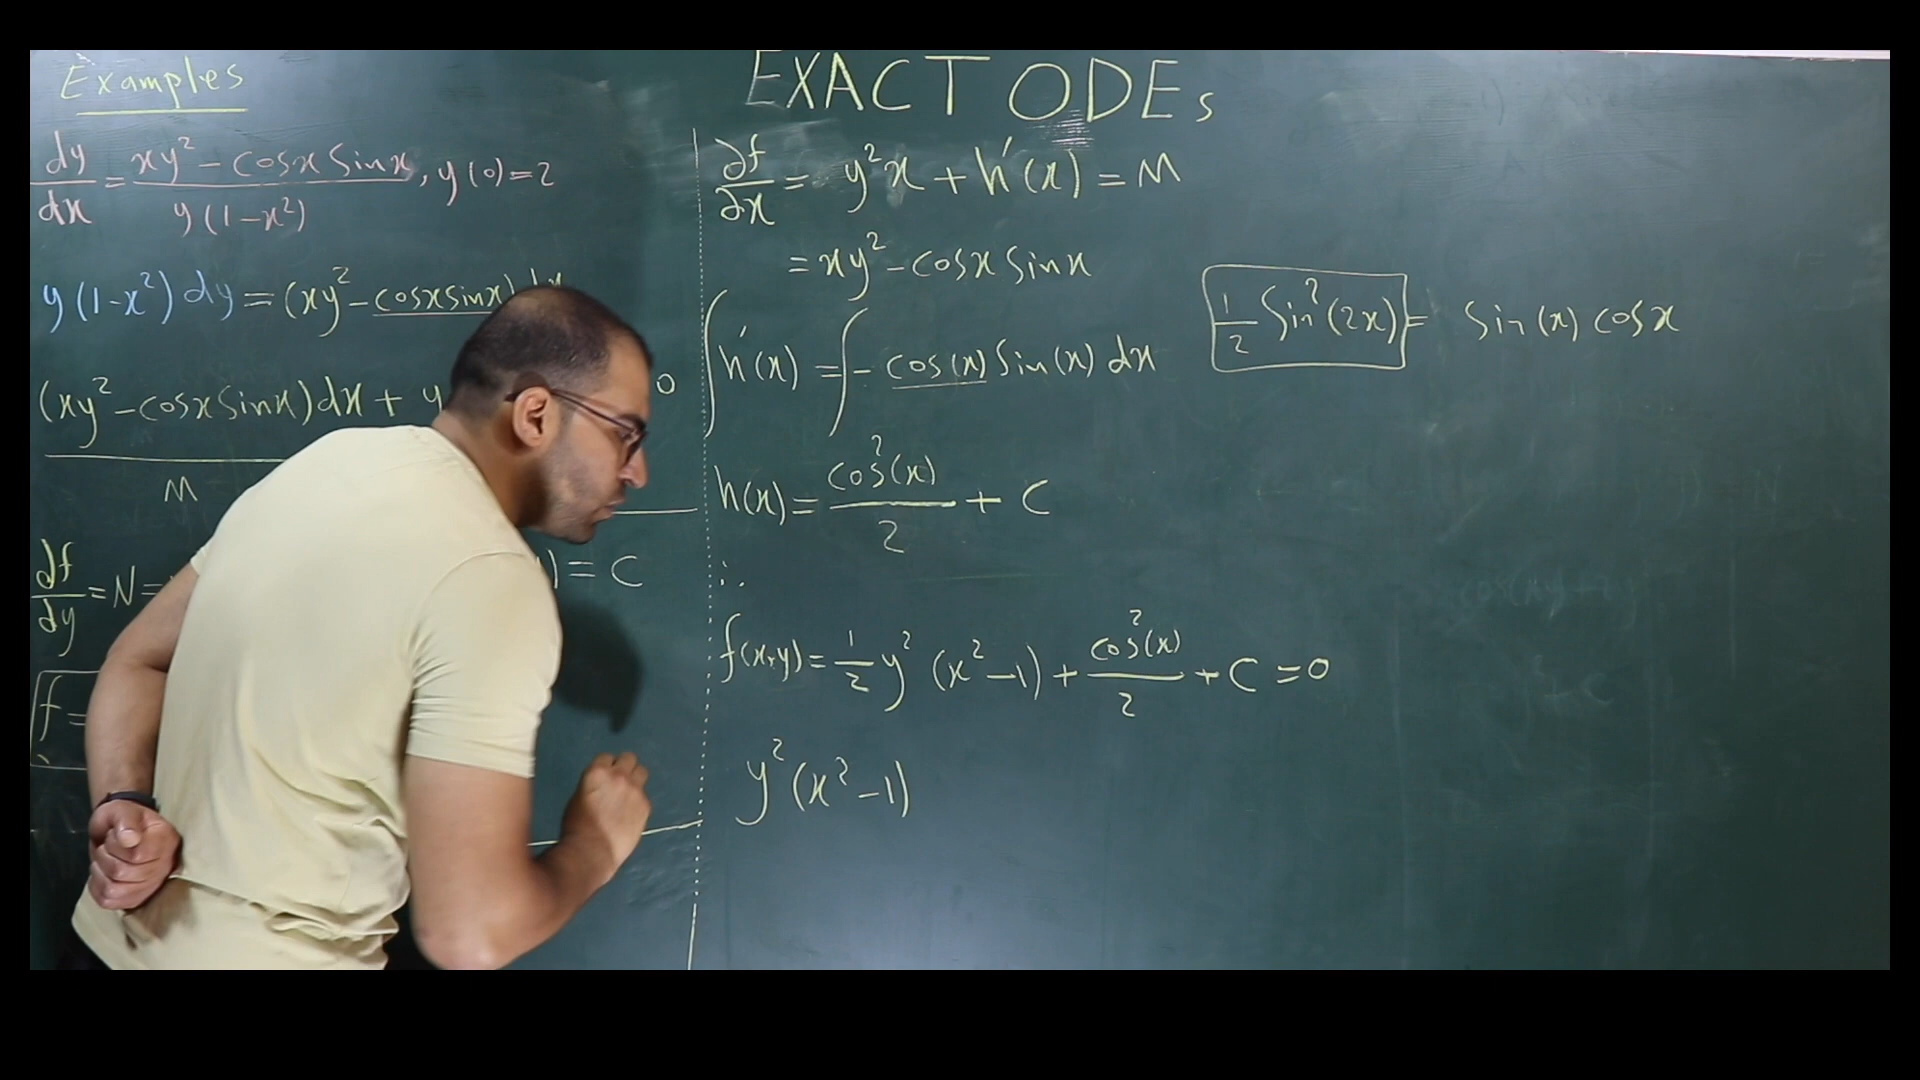 EXACT ODEs
Examples
dy/dx = xy² - cosx sinx / y(1-x²), y(0)=2
y(1-x²)dy = (xy² - cosxsinx)dx
(xy² - cosx sinx)dx + y 0
M
df/dy = N = ) = C
f =
∂f/∂x = y²x + h'(x) = M
= xy² - cosx sinx
∫h'(x) = ∫- cos(x) sin(x) dx
1/2 Sin²(2x) = Sin(x) cosx
h(x) = cos²(x)/2 + C
∴
f(x,y) = 1/2 y² (x²-1) + cos²(x)/2 + C = 0
y²(x²-1)